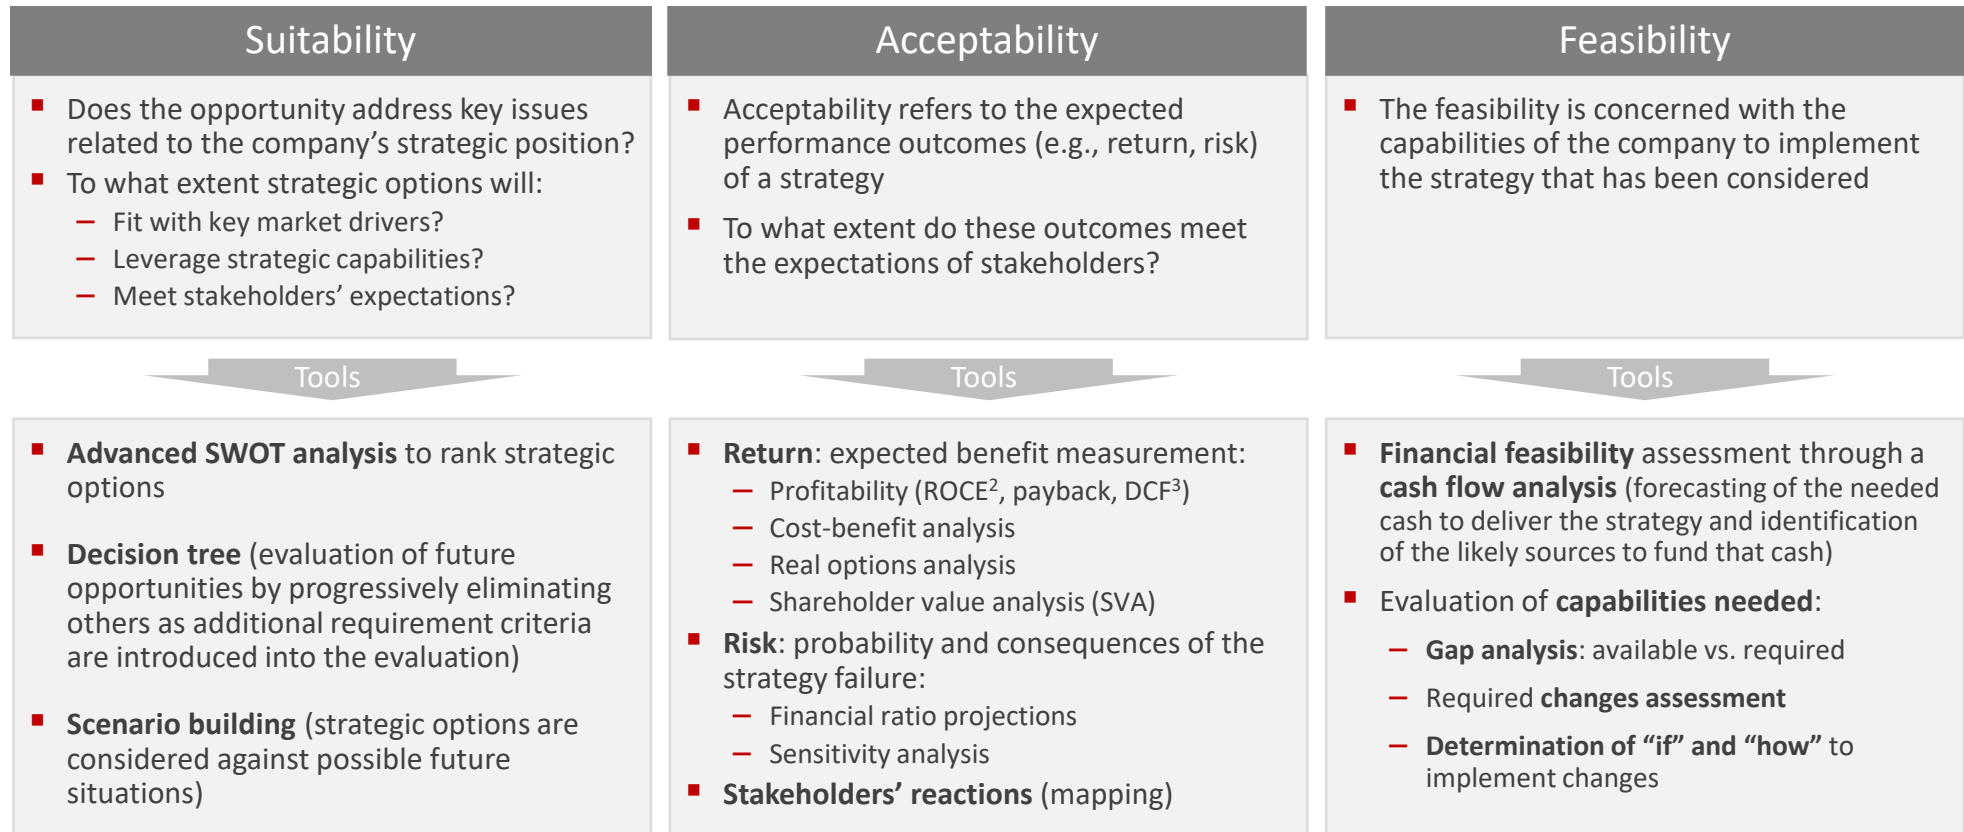 Suitability
■ Does the opportunity address key issues
related to the company’s strategic position?
■ To what extent strategic options will:
– Fit with key market drivers?
– Leverage strategic capabilities?
– Meet stakeholders’ expectations?
Tools
■ Advanced SWOT analysis to rank strategic
options
■ Decision tree (evaluation of future
opportunities by progressively eliminating
others as additional requirement criteria
are introduced into the evaluation)
■ Scenario building (strategic options are
considered against possible future
situations)
Acceptability
■ Acceptability refers to the expected
performance outcomes (e.g., return, risk)
of a strategy
■ To what extent do these outcomes meet
the expectations of stakeholders?
Tools
■ Return: expected benefit measurement:
– Profitability (ROCE², payback, DCF³)
– Cost-benefit analysis
– Real options analysis
– Shareholder value analysis (SVA)
■ Risk: probability and consequences of the
strategy failure:
– Financial ratio projections
– Sensitivity analysis
■ Stakeholders’ reactions (mapping)
Feasibility
■ The feasibility is concerned with the
capabilities of the company to implement
the strategy that has been considered
Tools
■ Financial feasibility assessment through a
cash flow analysis (forecasting of the needed
cash to deliver the strategy and identification
of the likely sources to fund that cash)
■ Evaluation of capabilities needed:
– Gap analysis: available vs. required
– Required changes assessment
– Determination of “if” and “how” to
implement changes